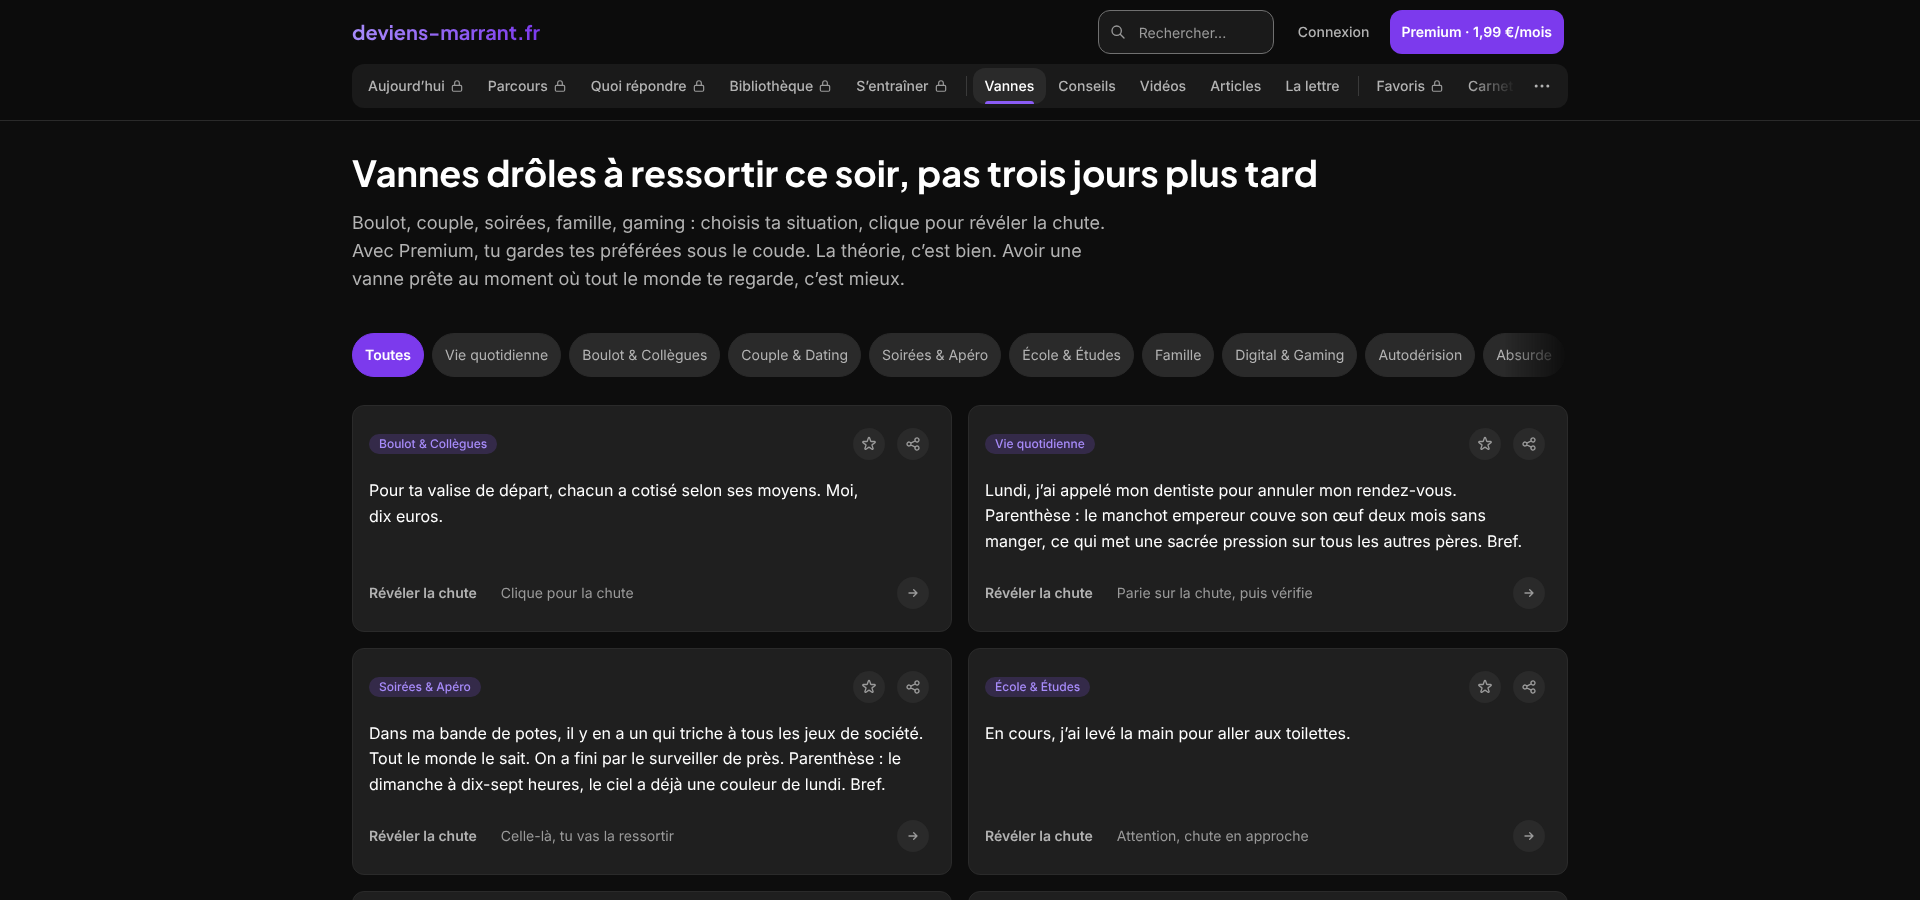 deviens-marrant.fr
Rechercher...
Connexion
Premium · 1,99 €/mois
Aujourd’hui
Parcours
Quoi répondre
Bibliothèque
S’entraîner
Vannes
Conseils
Vidéos
Articles
La lettre
Favoris
Carnet
Vannes drôles à ressortir ce soir, pas trois jours plus tard
Boulot, couple, soirées, famille, gaming : choisis ta situation, clique pour révéler la chute.
Avec Premium, tu gardes tes préférées sous le coude. La théorie, c’est bien. Avoir une
vanne prête au moment où tout le monde te regarde, c’est mieux.
Toutes
Vie quotidienne
Boulot & Collègues
Couple & Dating
Soirées & Apéro
École & Études
Famille
Digital & Gaming
Autodérision
Absurde
Boulot & Collègues
Pour ta valise de départ, chacun a cotisé selon ses moyens. Moi,
dix euros.
Révéler la chute
Clique pour la chute
Vie quotidienne
Lundi, j’ai appelé mon dentiste pour annuler mon rendez-vous.
Parenthèse : le manchot empereur couve son œuf deux mois sans
manger, ce qui met une sacrée pression sur tous les autres pères. Bref.
Révéler la chute
Parie sur la chute, puis vérifie
Soirées & Apéro
Dans ma bande de potes, il y en a un qui triche à tous les jeux de société.
Tout le monde le sait. On a fini par le surveiller de près. Parenthèse : le
dimanche à dix-sept heures, le ciel a déjà une couleur de lundi. Bref.
Révéler la chute
Celle-là, tu vas la ressortir
École & Études
En cours, j’ai levé la main pour aller aux toilettes.
Révéler la chute
Attention, chute en approche